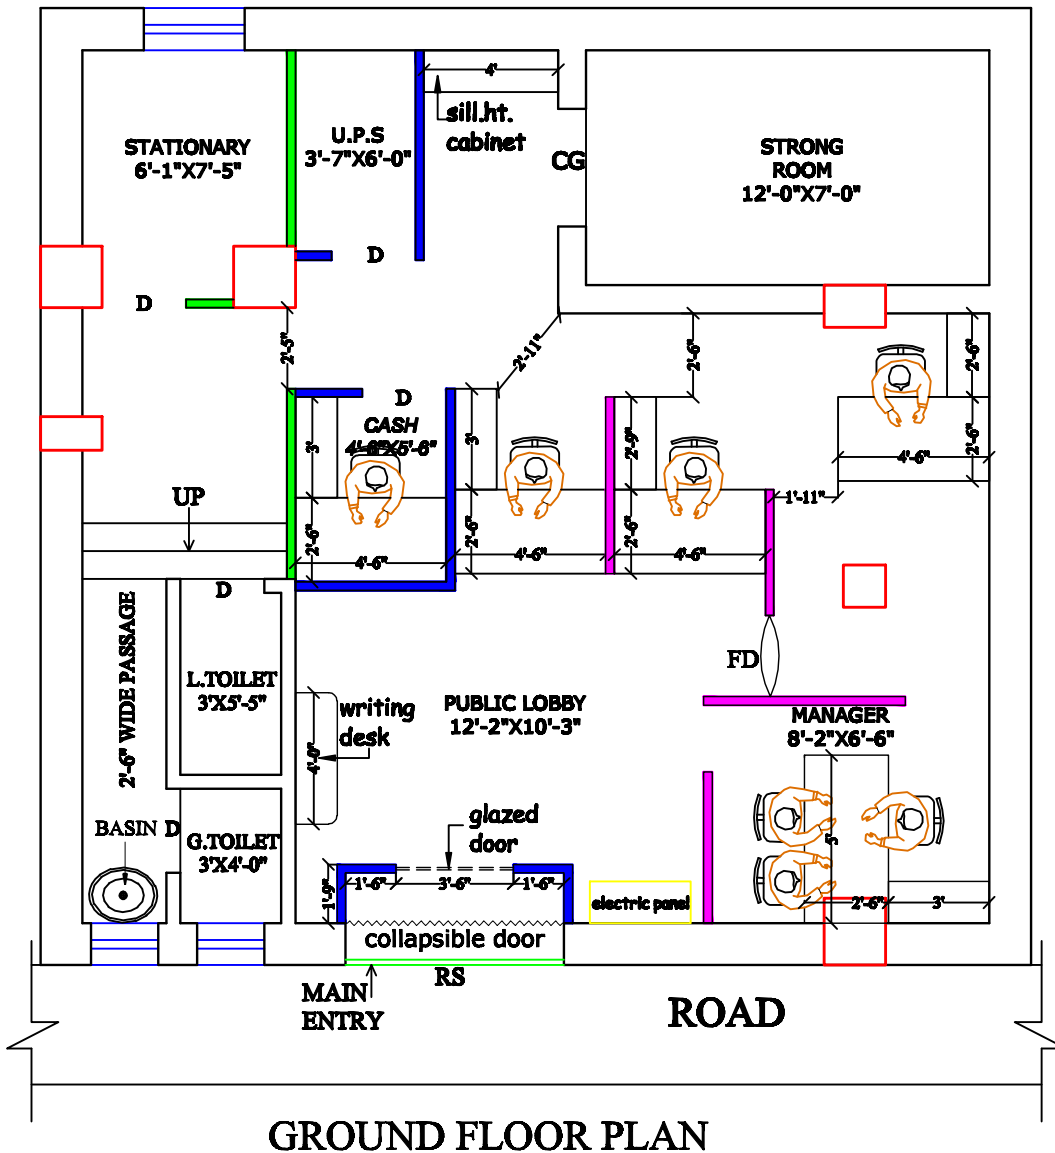 4'
sill.ht.
cabinet
STATIONARY
6'-1"X7'-5"
U.P.S
3'-7"X6'-0"
CG
STRONG
ROOM
12'-0"X7'-0"
D
D
2'-5"
2'-11"
2'-6"
2'-6"
D
CASH
4'-6"X5'-6"
3'
3'
2'-9"
2'-6"
4'-6"
UP
1'-11"
2'-6"
2'-6"
2'-6"
4'-6"
4'-6"
4'-6"
D
2'-6" WIDE PASSAGE
L.TOILET
3'X5'-5"
FD
writing
desk
4'-0"
PUBLIC LOBBY
12'-2"X10'-3"
MANAGER
8'-2"X6'-6"
BASIN
D
G.TOILET
3'X4'-0"
glazed
door
5'
1'-9"
1'-6"
3'-6"
1'-6"
electric panel
2'-6"
3'
collapsible door
RS
MAIN
ENTRY
ROAD
GROUND FLOOR PLAN